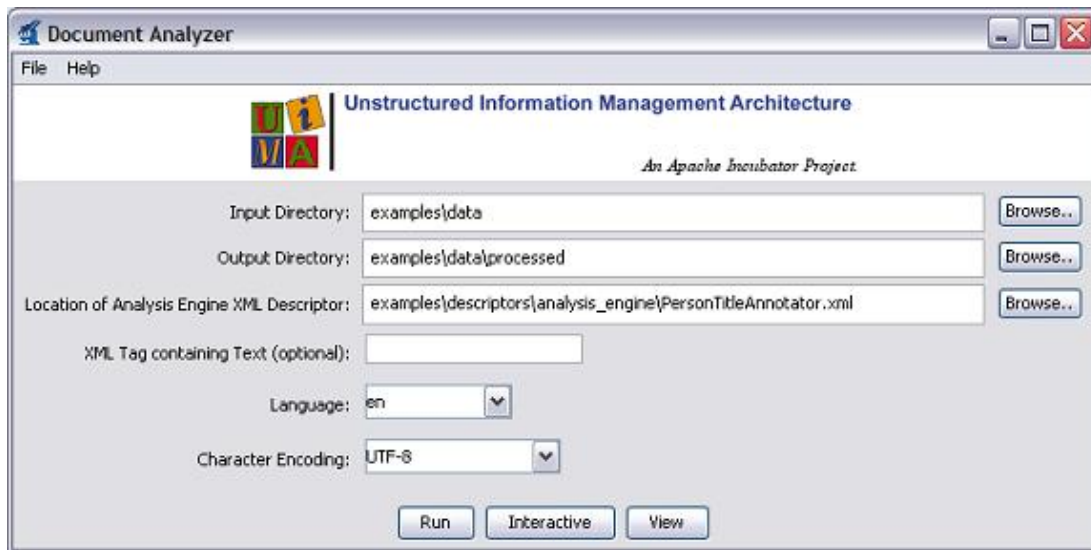 Document Analyzer
File Help
UIMA
Unstructured Information Management Architecture
An Apache Incubator Project
Input Directory: examples\data Browse..
Output Directory: examples\data\processed Browse..
Location of Analysis Engine XML Descriptor: examples\descriptors\analysis_engine\PersonTitleAnnotator.xml Browse..
XML Tag containing Text (optional):
Language: en
Character Encoding: UTF-8
Run Interactive View